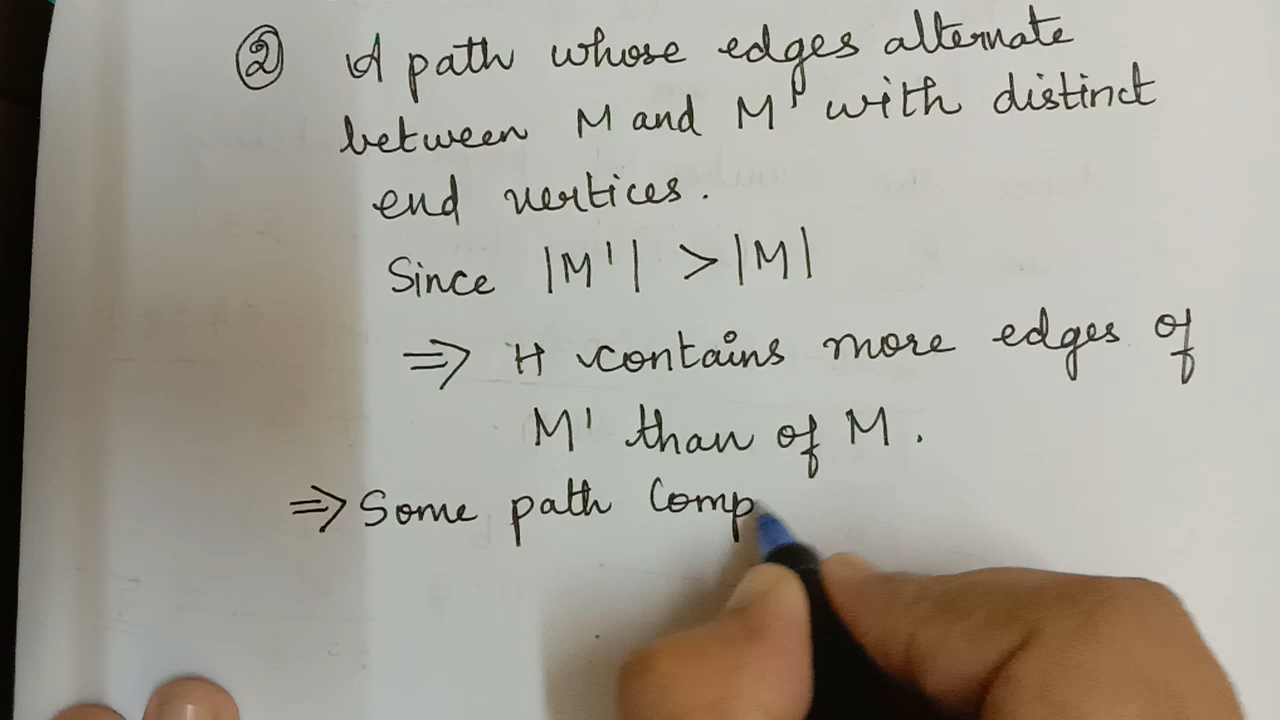 ② A path whose edges alternate
between M and M' with distinct
end vertices.
Since |M'| > |M|
⇒ H contains more edges of
M' than of M.
⇒ Some path Comp